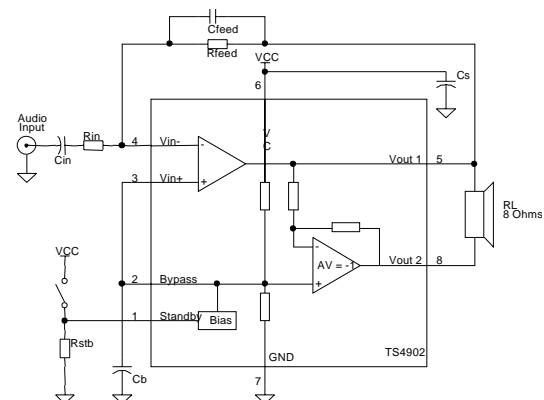 Cfeed
Rfeed
VCC
6
Cs
Audio
Input
Rin
Cin
4
Vin-
-
VC
C
Vout 1
5
3
Vin+
+
RL
8 Ohms
-
AV = -1
+
Vout 2
8
VCC
2
Bypass
1
Standby
Bias
Rstb
GND
TS4902
Cb
7